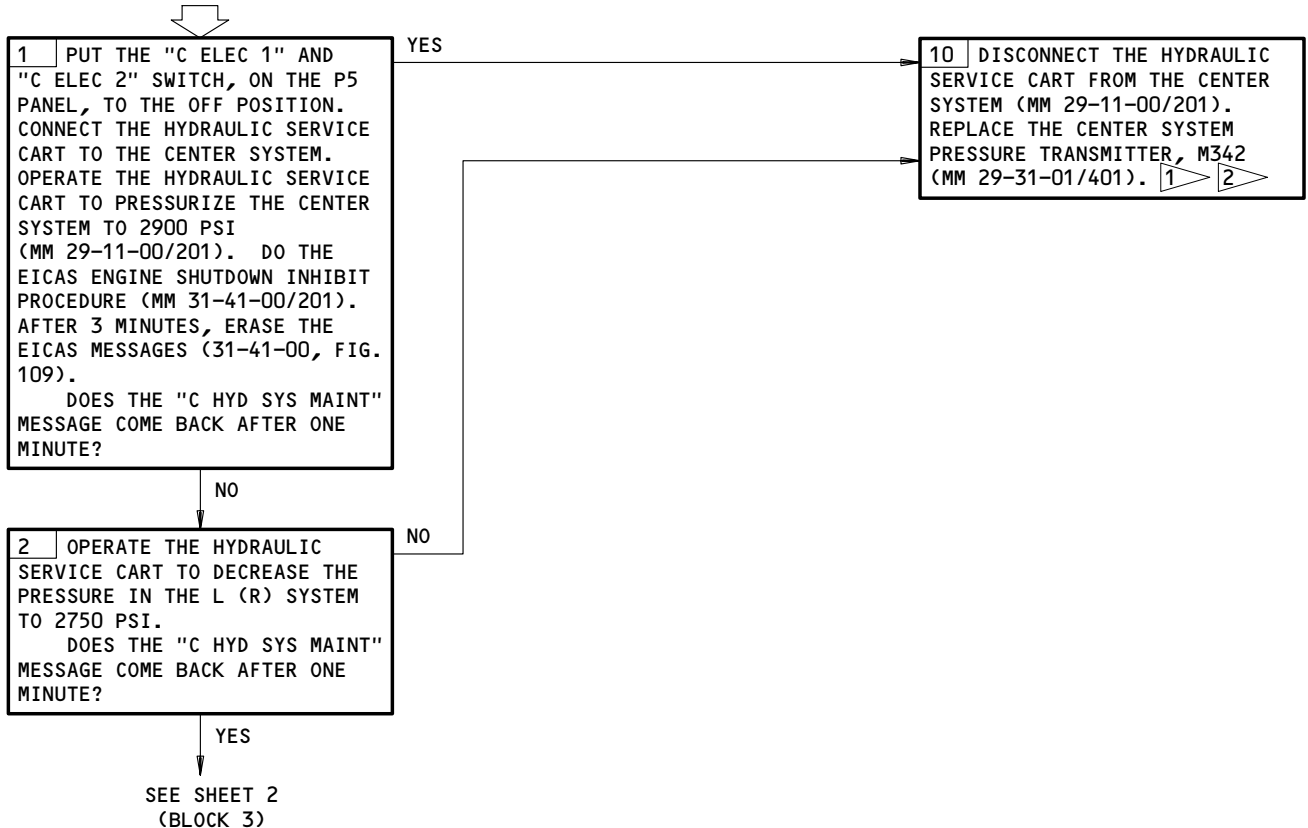 1 PUT THE "C ELEC 1" AND
"C ELEC 2" SWITCH, ON THE P5
PANEL, TO THE OFF POSITION.
CONNECT THE HYDRAULIC SERVICE
CART TO THE CENTER SYSTEM.
OPERATE THE HYDRAULIC SERVICE
CART TO PRESSURIZE THE CENTER
SYSTEM TO 2900 PSI
(MM 29-11-00/201). DO THE
EICAS ENGINE SHUTDOWN INHIBIT
PROCEDURE (MM 31-41-00/201).
AFTER 3 MINUTES, ERASE THE
EICAS MESSAGES (31-41-00, FIG.
109).
DOES THE "C HYD SYS MAINT"
MESSAGE COME BACK AFTER ONE
MINUTE?
YES
NO
2 OPERATE THE HYDRAULIC
SERVICE CART TO DECREASE THE
PRESSURE IN THE L (R) SYSTEM
TO 2750 PSI.
DOES THE "C HYD SYS MAINT"
MESSAGE COME BACK AFTER ONE
MINUTE?
NO
YES
SEE SHEET 2
(BLOCK 3)
10 DISCONNECT THE HYDRAULIC
SERVICE CART FROM THE CENTER
SYSTEM (MM 29-11-00/201).
REPLACE THE CENTER SYSTEM
PRESSURE TRANSMITTER, M342
(MM 29-31-01/401). 1 2